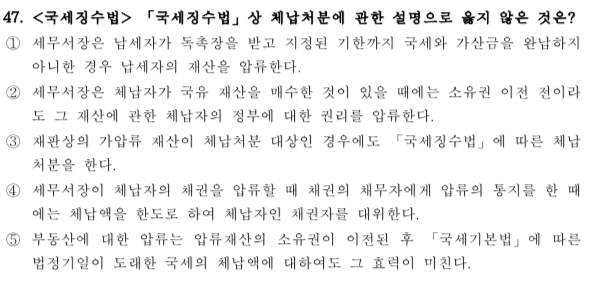 47. <국세징수법> 「국세징수법」상 체납처분에 관한 설명으로 옳지 않은 것은?
① 세무서장은 납세자가 독촉장을 받고 지정된 기한까지 국세와 가산금을 완납하지
아니한 경우 납세자의 재산을 압류한다.
② 세무서장은 체납자가 국유 재산을 매수한 것이 있을 때에는 소유권 이전 전이라
도 그 재산에 관한 체납자의 정부에 대한 권리를 압류한다.
③ 재판상의 가압류 재산이 체납처분 대상인 경우에도 「국세징수법」에 따른 체납
처분을 한다.
④ 세무서장이 체납자의 채권을 압류할 때 채권의 채무자에게 압류의 통지를 한 때
에는 체납액을 한도로 하여 체납자인 채권자를 대위한다.
⑤ 부동산에 대한 압류는 압류재산의 소유권이 이전된 후 「국세기본법」에 따른
법정기일이 도래한 국세의 체납액에 대하여도 그 효력이 미친다.